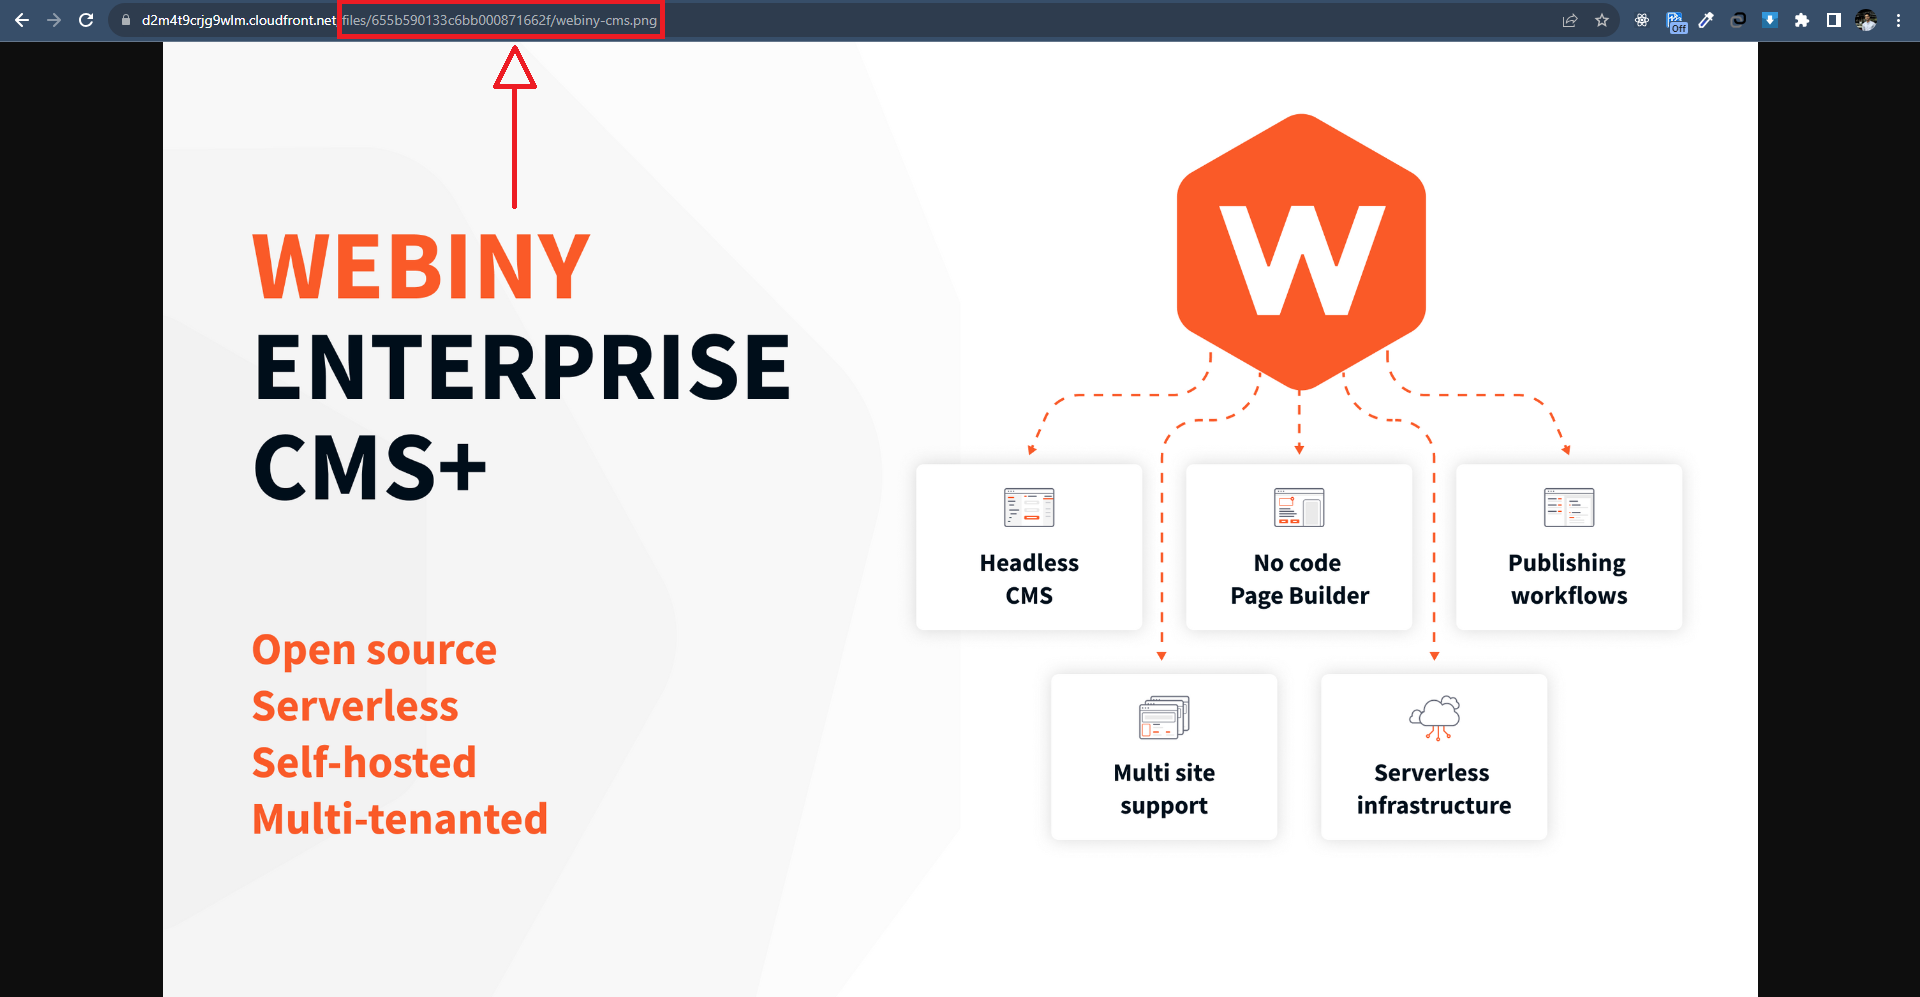 d2m4t9crjg9wlm.cloudfront.net/files/655b590133c6bb000871662f/webiny-cms.png
Off
WEBINY
ENTERPRISE
CMS+
Open source
Serverless
Self-hosted
Multi-tenanted
W
Headless
CMS
No code
Page Builder
Publishing
workflows
Multi site
support
Serverless
infrastructure